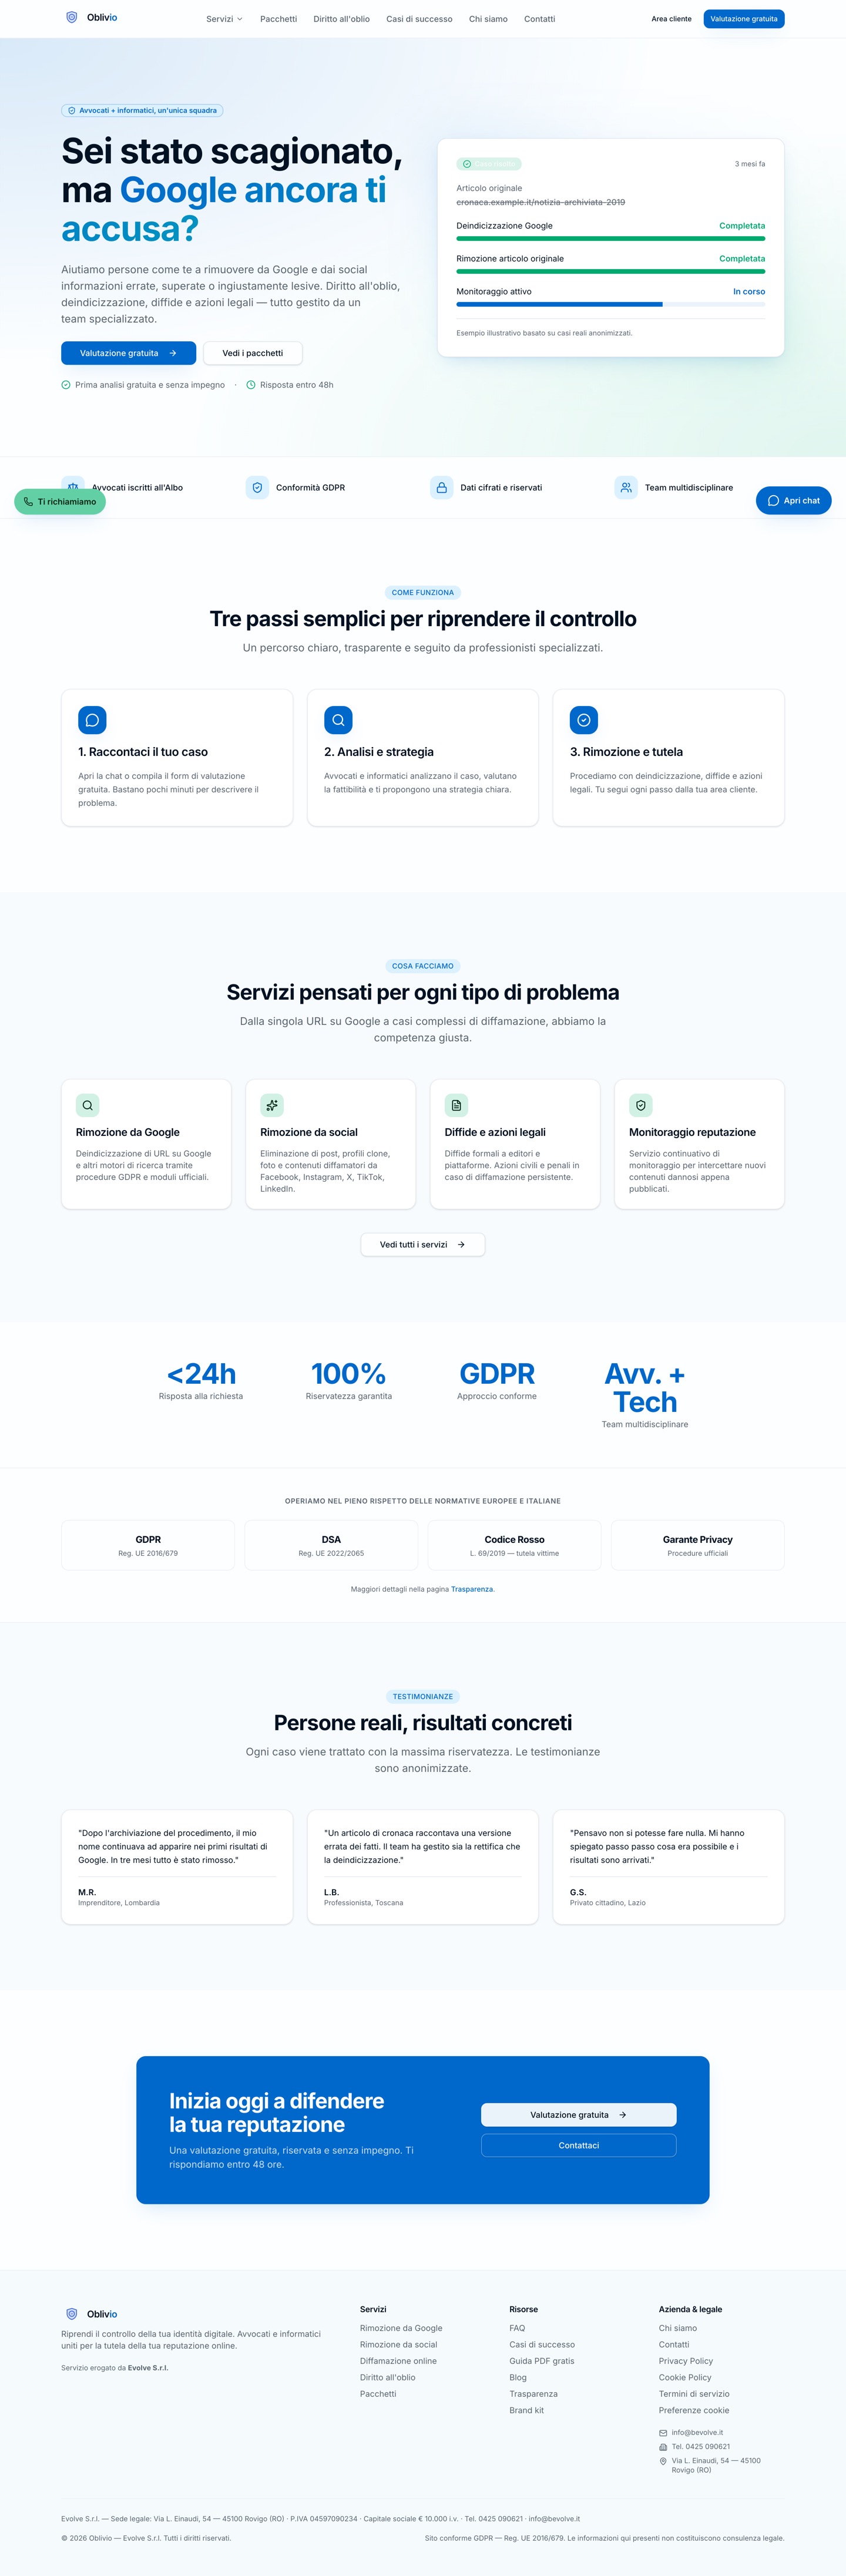 Oblivio
Servizi
Pacchetti
Diritto all'oblio
Casi di successo
Chi siamo
Contatti
Area cliente
Valutazione gratuita
Avvocati + informatici, un'unica squadra
Sei stato scagionato,
ma Google ancora ti
accusa?
Aiutiamo persone come te a rimuovere da Google e dai social
informazioni errate, superate o ingiustamente lesive. Diritto all'oblio,
deindicizzazione, diffide e azioni legali — tutto gestito da un
team specializzato.
Valutazione gratuita
Vedi i pacchetti
Prima analisi gratuita e senza impegno · Risposta entro 48h
3 mesi fa
Articolo originale
cronaca.example.it/notizia-archiviata-2019
Deindicizzazione Google
Completata
Rimozione articolo originale
Completata
Monitoraggio attivo
In corso
Esempio illustrativo basato su casi reali anonimizzati.
Avvocati iscritti all'Albo
Conformità GDPR
Dati cifrati e riservati
Team multidisciplinare
Ti richiamiamo
Apri chat
COME FUNZIONA
Tre passi semplici per riprendere il controllo
Un percorso chiaro, trasparente e seguito da professionisti specializzati.
1. Raccontaci il tuo caso
Apri la chat o compila il form di valutazione
gratuita. Bastano pochi minuti per descrivere il
problema.
2. Analisi e strategia
Avvocati e informatici analizzano il caso, valutano
la fattibilità e ti propongono una strategia chiara.
3. Rimozione e tutela
Procediamo con deindicizzazione, diffide e azioni
legali. Tu segui ogni passo dalla tua area cliente.
COSA FACCIAMO
Servizi pensati per ogni tipo di problema
Dalla singola URL su Google a casi complessi di diffamazione, abbiamo la
competenza giusta.
Rimozione da Google
Deindicizzazione di URL su Google
e altri motori di ricerca tramite
procedure GDPR e moduli ufficiali.
Rimozione da social
Eliminazione di post, profili clone,
foto e contenuti diffamatori da
Facebook, Instagram, X, TikTok,
LinkedIn.
Diffide e azioni legali
Diffide formali a editori e
piattaforme. Azioni civili e penali in
caso di diffamazione persistente.
Monitoraggio reputazione
Servizio continuativo di
monitoraggio per intercettare nuovi
contenuti dannosi appena
pubblicati.
Vedi tutti i servizi
<24h
Risposta alla richiesta
100%
Riservatezza garantita
GDPR
Approccio conforme
Avv. +
Tech
Team multidisciplinare
OPERIAMO NEL PIENO RISPETTO DELLE NORMATIVE EUROPEE E ITALIANE
GDPR
Reg. UE 2016/679
DSA
Reg. UE 2022/2065
Codice Rosso
L. 69/2019 — tutela vittime
Garante Privacy
Procedure ufficiali
Maggiori dettagli nella pagina Trasparenza.
TESTIMONIANZE
Persone reali, risultati concreti
Ogni caso viene trattato con la massima riservatezza. Le testimonianze
sono anonimizzate.
"Dopo l'archiviazione del procedimento, il mio
nome continuava ad apparire nei primi risultati di
Google. In tre mesi tutto è stato rimosso."
M.R.
Imprenditore, Lombardia
"Un articolo di cronaca raccontava una versione
errata dei fatti. Il team ha gestito sia la rettifica che
la deindicizzazione."
L.B.
Professionista, Toscana
"Pensavo non si potesse fare nulla. Mi hanno
spiegato passo passo cosa era possibile e i
risultati sono arrivati."
G.S.
Privato cittadino, Lazio
Inizia oggi a difendere
la tua reputazione
Una valutazione gratuita, riservata e senza impegno. Ti
rispondiamo entro 48 ore.
Valutazione gratuita
Contattaci
Oblivio
Riprendi il controllo della tua identità digitale. Avvocati e informatici
uniti per la tutela della tua reputazione online.
Servizio erogato da Evolve S.r.l.
Servizi
Rimozione da Google
Rimozione da social
Diffamazione online
Diritto all'oblio
Pacchetti
Risorse
FAQ
Casi di successo
Guida PDF gratis
Blog
Trasparenza
Brand kit
Azienda & legale
Chi siamo
Contatti
Privacy Policy
Cookie Policy
Termini di servizio
Preferenze cookie
info@bevolve.it
Tel. 0425 090621
Via L. Einaudi, 54 — 45100
Rovigo (RO)
Evolve S.r.l. — Sede legale: Via L. Einaudi, 54 — 45100 Rovigo (RO) · P.IVA 04597090234 · Capitale sociale € 10.000 i.v. · Tel. 0425 090621 · info@bevolve.it
© 2026 Oblivio — Evolve S.r.l. Tutti i diritti riservati.
Sito conforme GDPR — Reg. UE 2016/679. Le informazioni qui presenti non costituiscono consulenza legale.